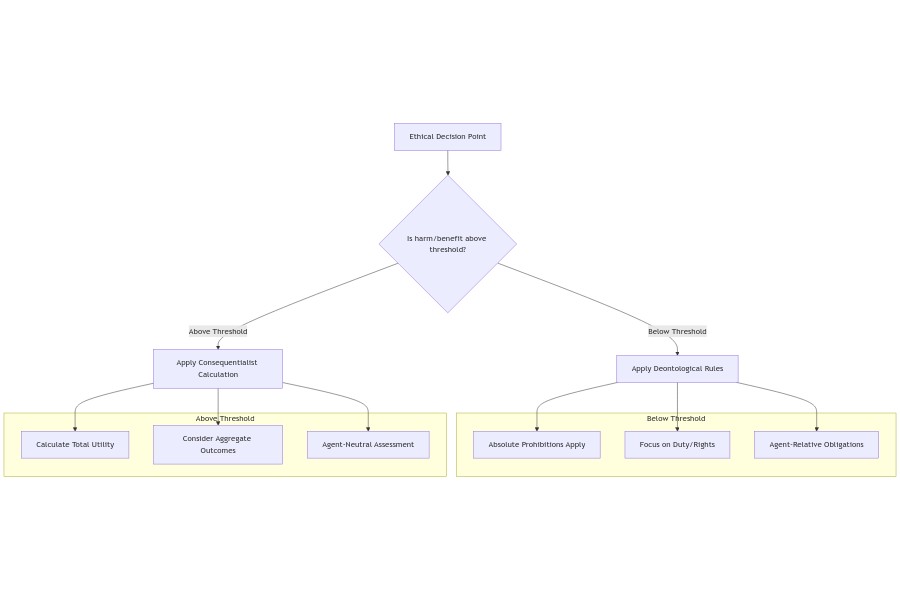 Ethical Decision Point
Is harm/benefit above
threshold?
Above Threshold
Below Threshold
Apply Consequentialist
Calculation
Apply Deontological Rules
Above Threshold
Below Threshold
Calculate Total Utility
Consider Aggregate
Outcomes
Agent-Neutral Assessment
Absolute Prohibitions Apply
Focus on Duty/Rights
Agent-Relative Obligations